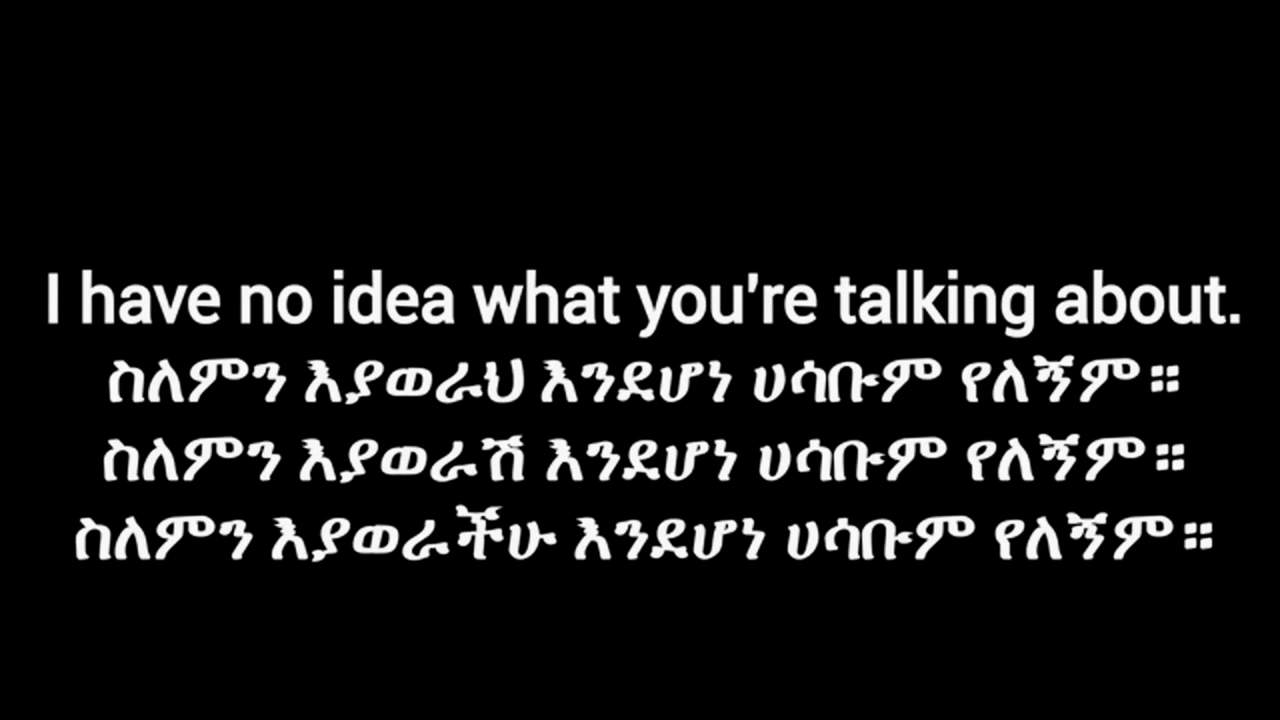 I have no idea what you're talking about.
ስለምን እያወራህ እንደሆነ ሀሳቡም የለኝም።
ስለምን እያወራሽ እንደሆነ ሀሳቡም የለኝም።
ስለምን እያወራችሁ እንደሆነ ሀሳቡም የለኝም።